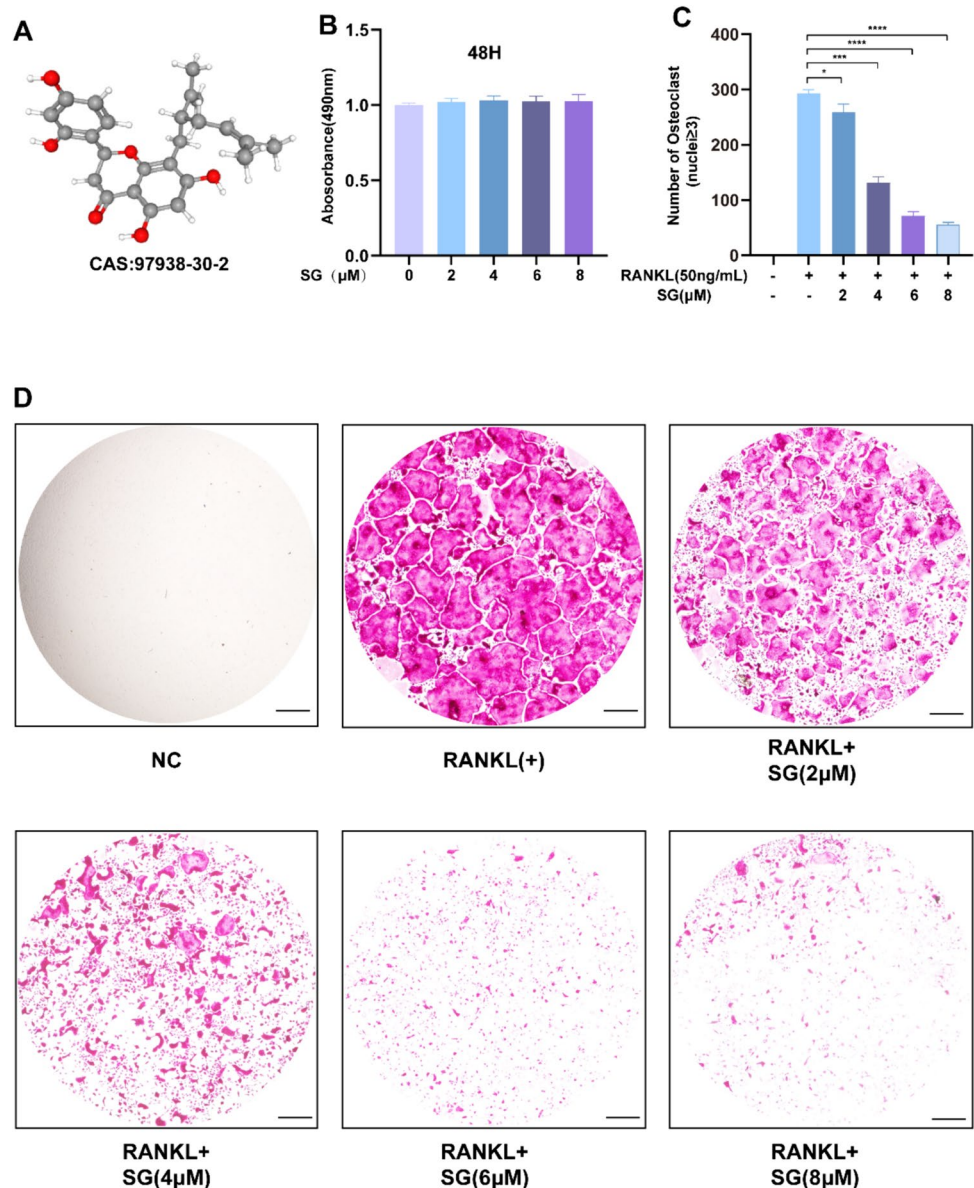 A
CAS:97938-30-2
B
48H
Abosorbance(490nm)
1.5
1.0
0.5
0.0
SG (μM)
0 2 4 6 8
C
Number of Osteoclast
(nuclei≥3)
400
300
200
100
0
****
****
***
*
RANKL(50ng/mL) - + + + + +
SG(μM) - - 2 4 6 8
D
NC
RANKL(+)
RANKL+
SG(2μM)
RANKL+
SG(4μM)
RANKL+
SG(6μM)
RANKL+
SG(8μM)